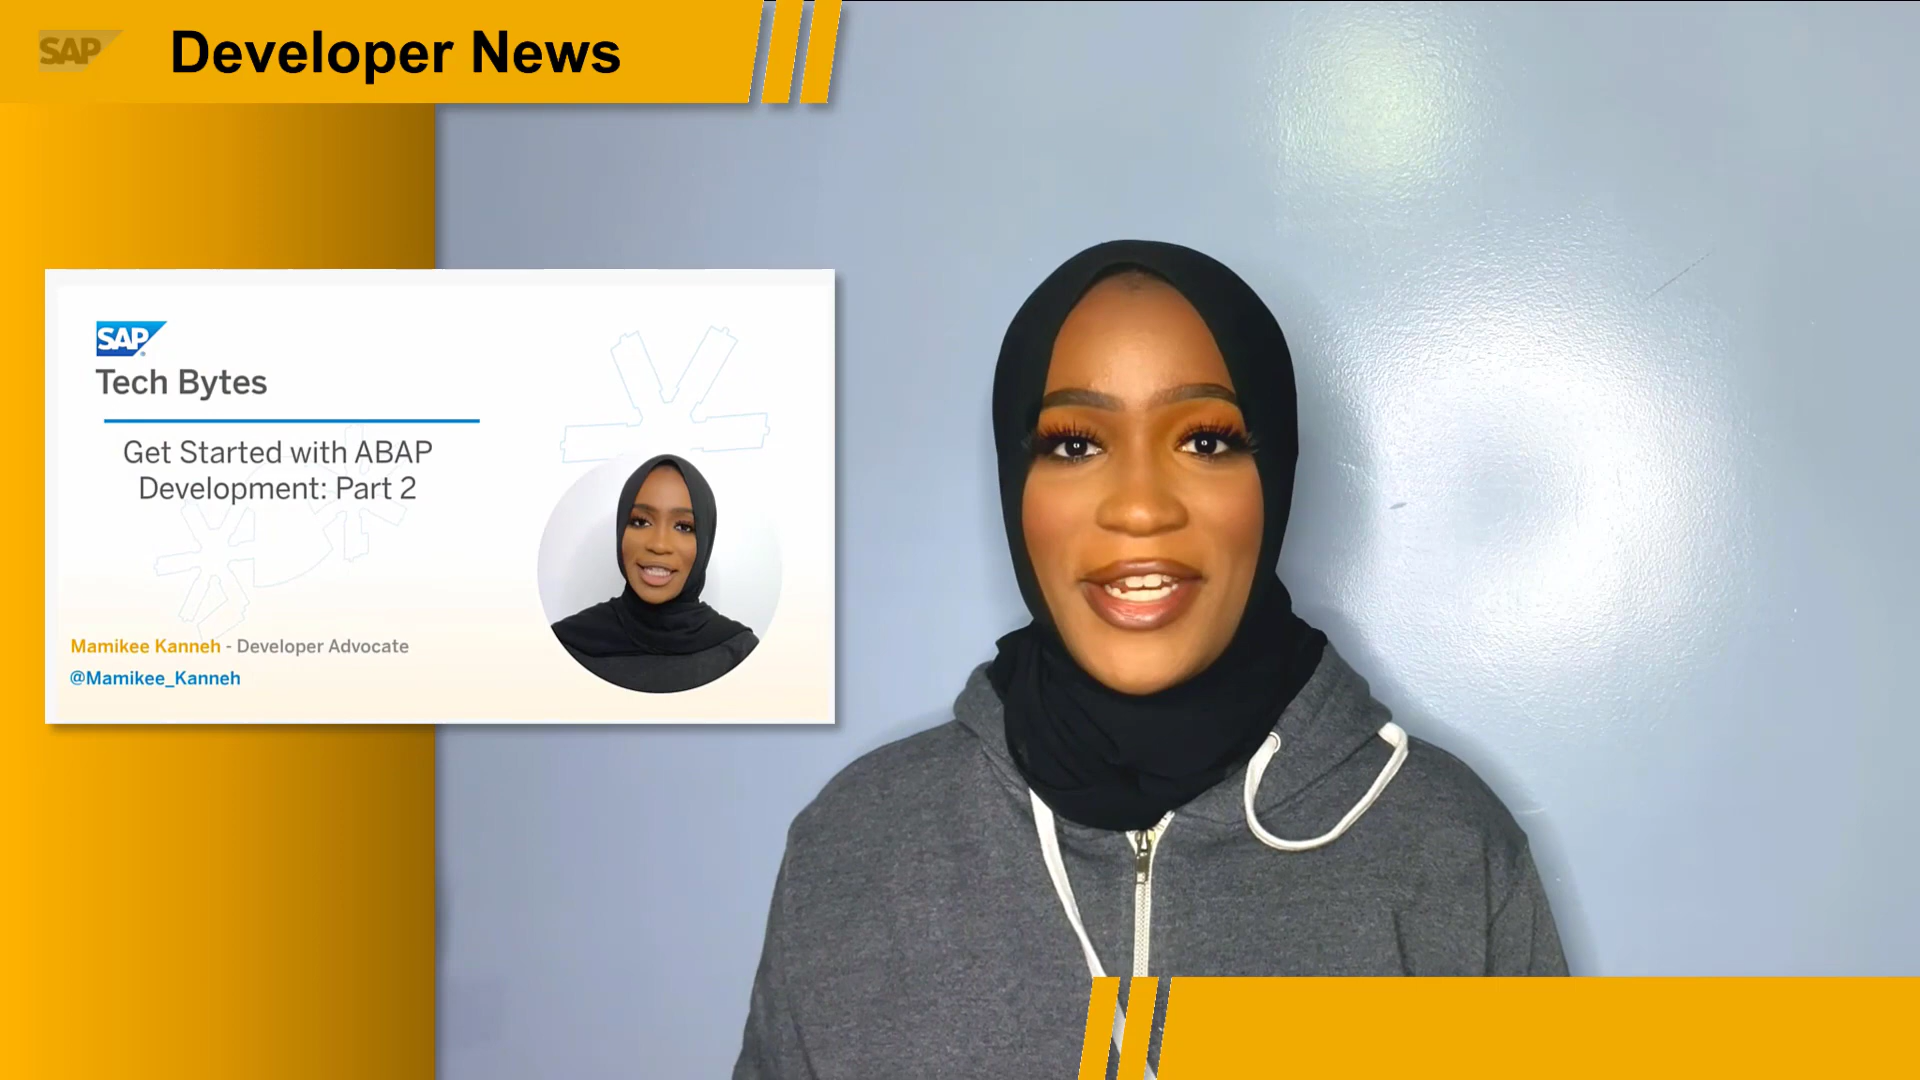 SAP
Developer News
SAP
Tech Bytes
Get Started with ABAP
Development: Part 2
Mamikee Kanneh - Developer Advocate
@Mamikee_Kanneh